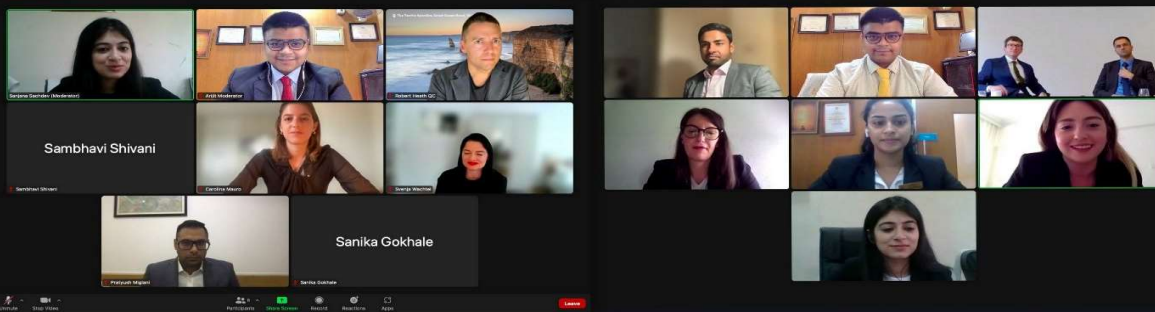 Sanjana Sachdev (Moderator)
Arijit Moderator
Robert Heath QC
Sambhavi Shivani
Sambhavi Shivani
Carolina Mauro
Svenja Wachtel
Pratyush Miglani
Sanika Gokhale
Sanika Gokhale
Unmute
Stop Video
Participants
Share Screen
Record
Reactions
Apps
Leave